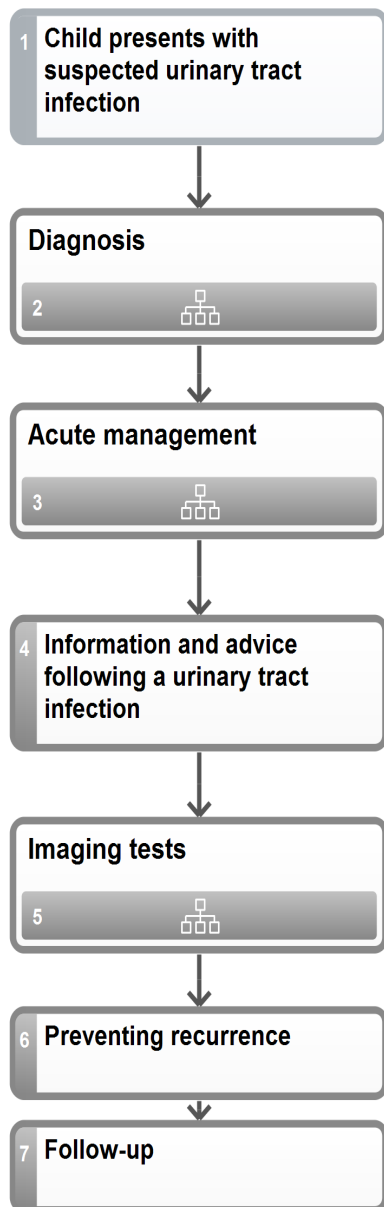 1
Child presents with
suspected urinary tract
infection
Diagnosis
2
Acute management
3
4
Information and advice
following a urinary tract
infection
Imaging tests
5
6
Preventing recurrence
7
Follow-up